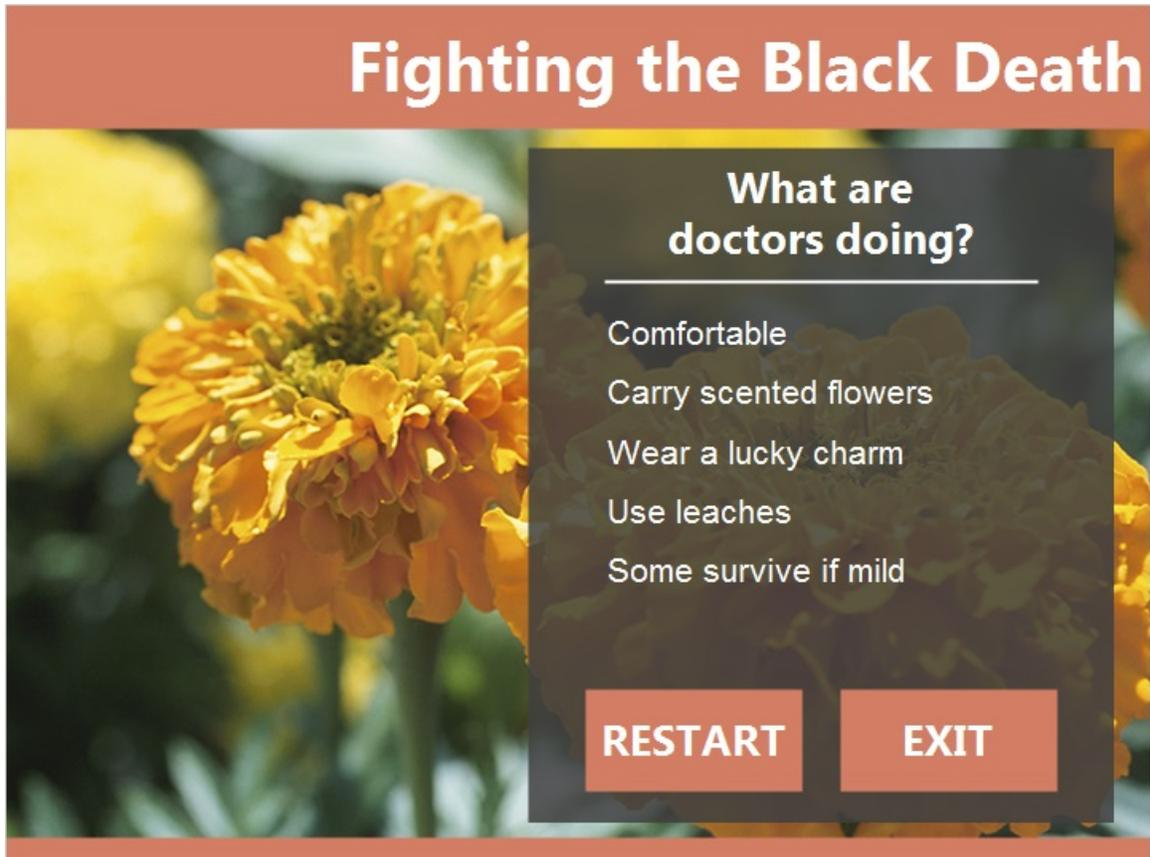 Fighting the Black Death
What are
doctors doing?
Comfortable
Carry scented flowers
Wear a lucky charm
Use leaches
Some survive if mild
RESTART
EXIT